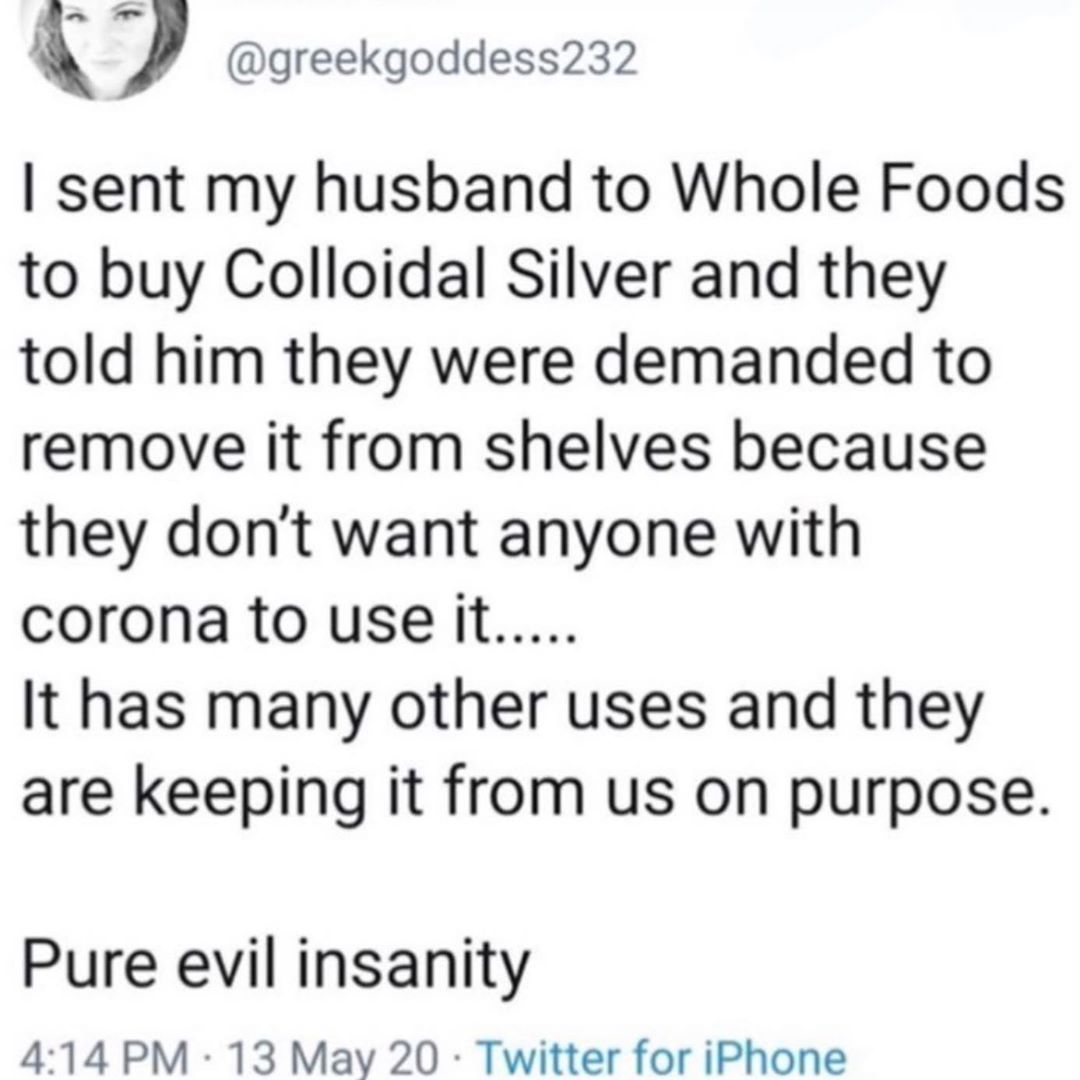 @greekgoddess232
I sent my husband to Whole Foods
to buy Colloidal Silver and they
told him they were demanded to
remove it from shelves because
they don't want anyone with
corona to use it.....
It has many other uses and they
are keeping it from us on purpose.
Pure evil insanity
4:14 PM · 13 May 20 · Twitter for iPhone